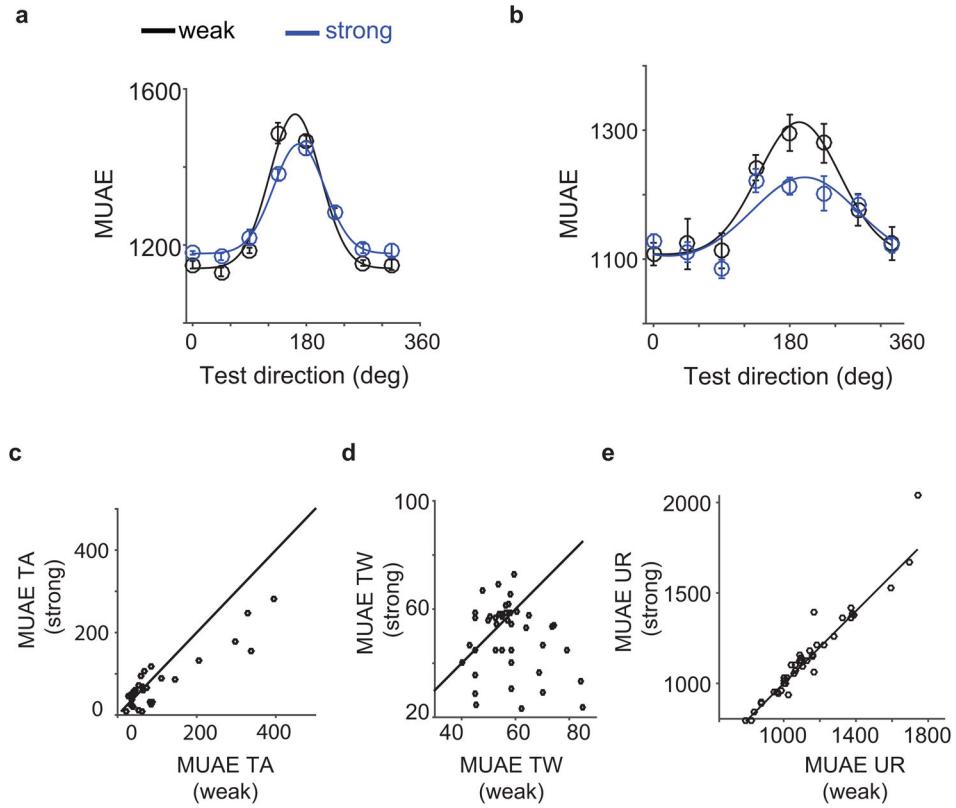 a
weak
strong
b
1600
1200
MUAE
0
180
360
Test direction (deg)
1300
1100
MUAE
0
180
360
Test direction (deg)
c
d
e
400
200
0
MUAE TA
(strong)
0
200
400
MUAE TA
(weak)
100
60
20
MUAE TW
(strong)
40
60
80
MUAE TW
(weak)
2000
1500
1000
MUAE UR
(strong)
1000
1400
1800
MUAE UR
(weak)